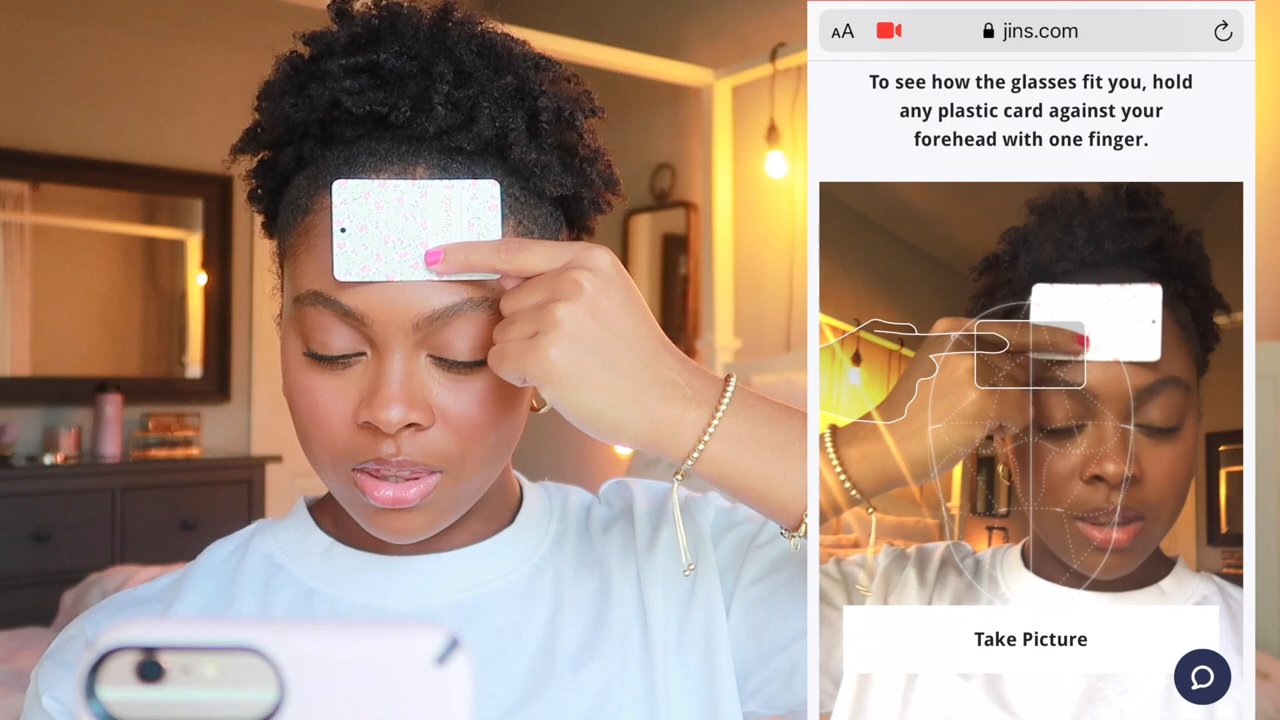 AA
jins.com
To see how the glasses fit you, hold
any plastic card against your
forehead with one finger.
Take Picture